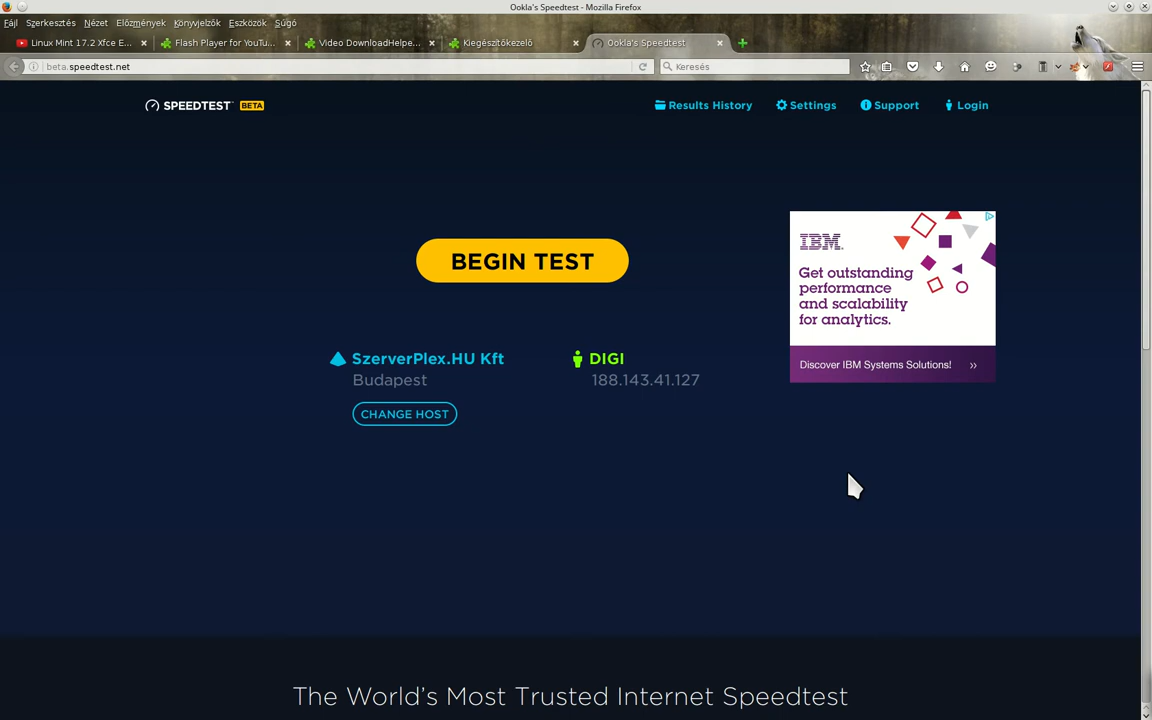 Ookla's Speedtest - Mozilla Firefox
Fájl Szerkesztés Nézet Előzmények Könyvjelzők Eszközök Súgó
Linux Mint 17.2 Xfce E...
Flash Player for YouTu...
Video DownloadHelpe...
Kiegészítőkezelő
Ookla's Speedtest
beta.speedtest.net
Keresés
SPEEDTEST BETA
Results History
Settings
Support
Login
BEGIN TEST
SzerverPlex.HU Kft
Budapest
CHANGE HOST
DIGI
188.143.41.127
IBM.
Get outstanding
performance
and scalability
for analytics.
Discover IBM Systems Solutions! »
The World's Most Trusted Internet Speedtest